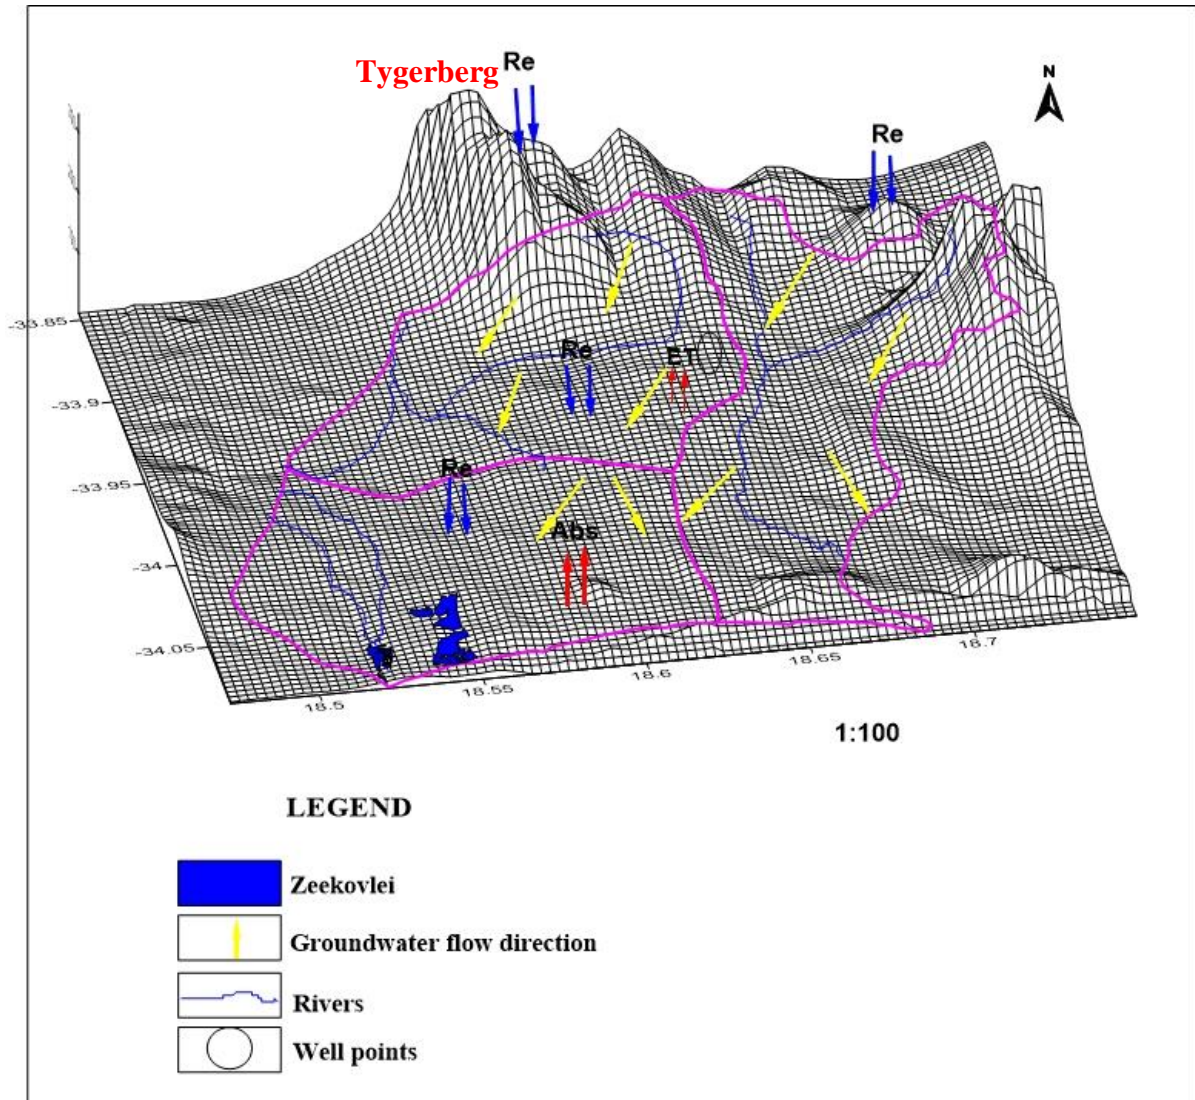 Tygerberg
Re
N
Re
-33.85
Re
ET
-33.9
Re
-33.95
Abs
-34
-34.05
18.5
18.55
18.6
18.65
18.7
1:100
LEGEND
Zeekovlei
Groundwater flow direction
Rivers
Well points